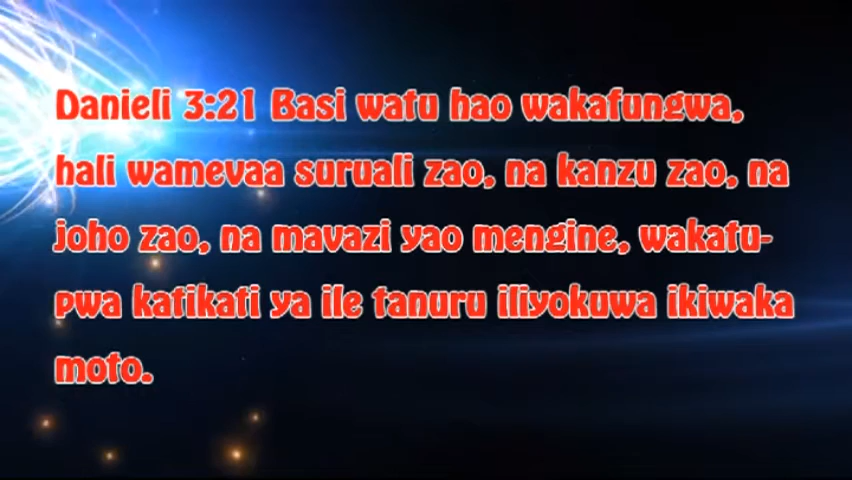 Danieli 3:21 Basi watu hao wakafungwa,
hali wamevaa suruali zao, na kanzu zao, na
joho zao, na mavazi yao mengine, wakatu-
pwa katikati ya ile tanuru iliyokuwa ikiwaka
moto.